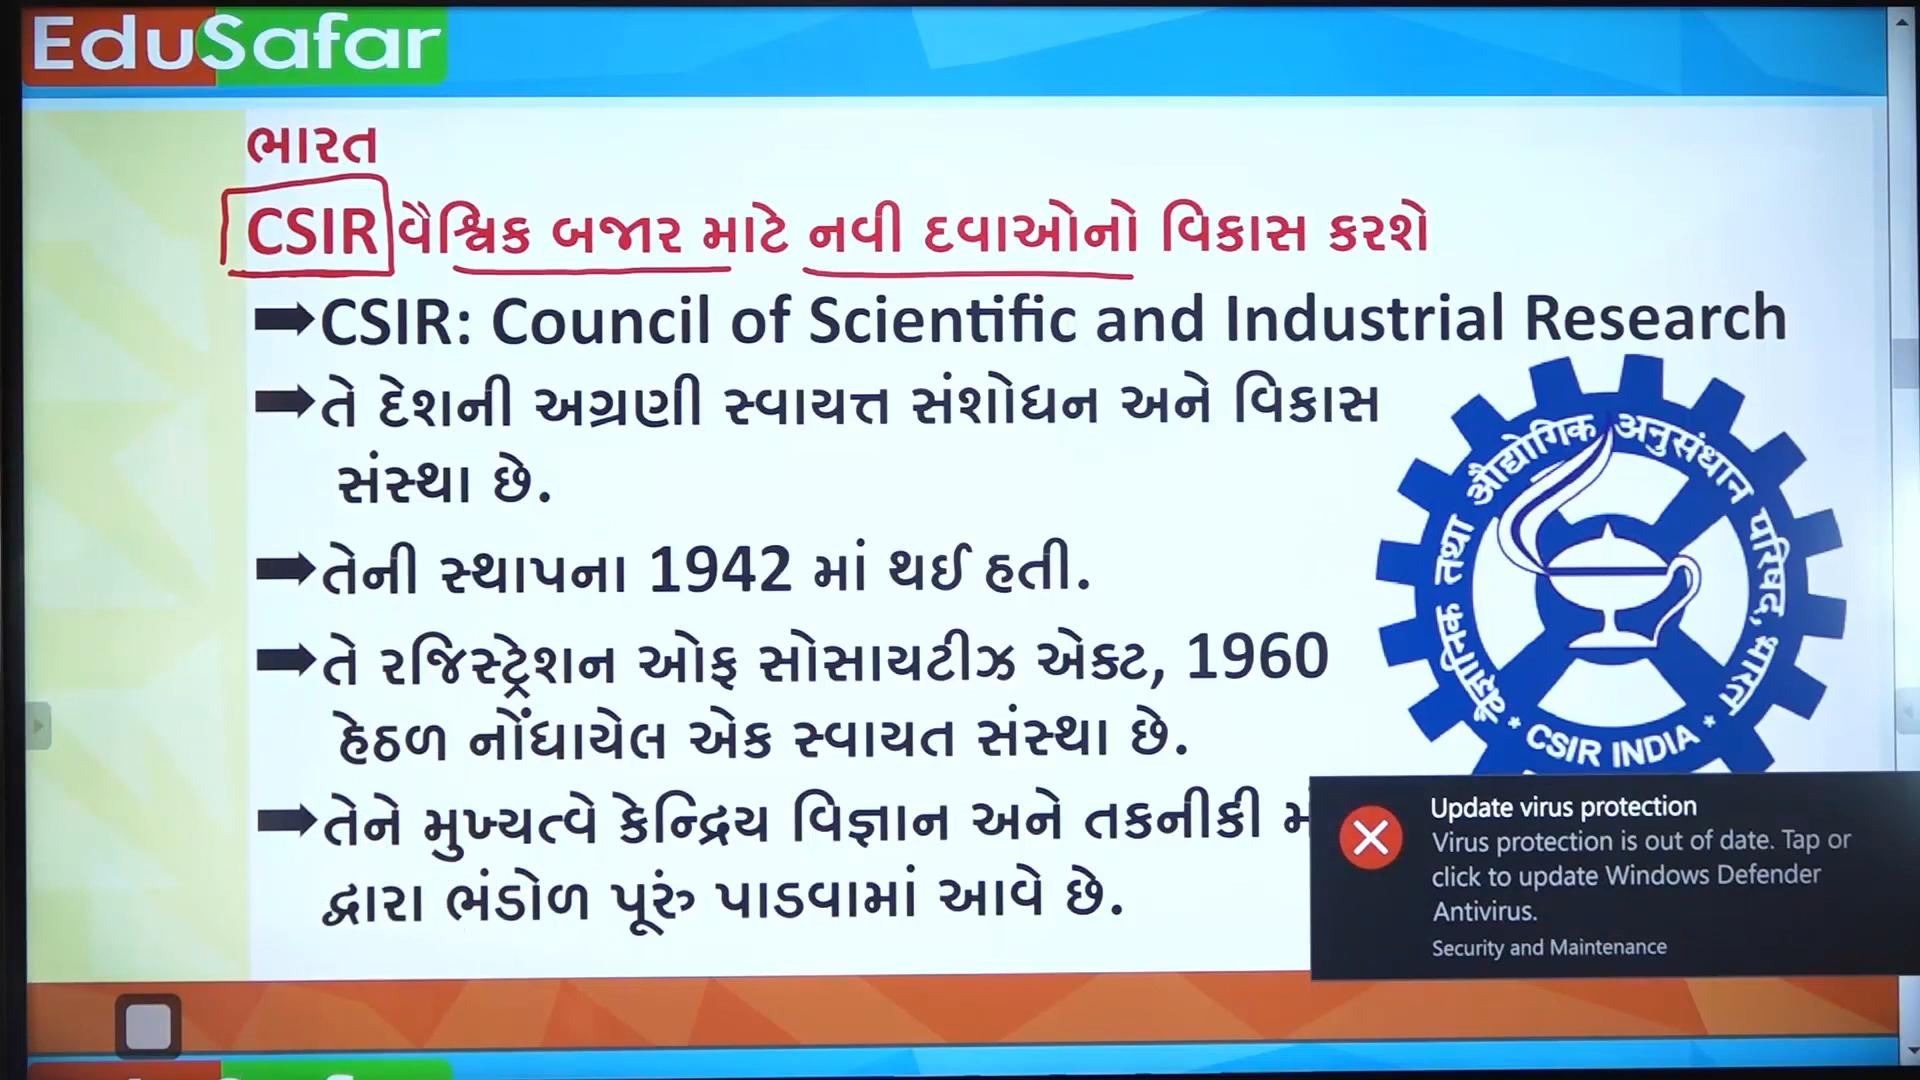 EduSafar
ભારત
CSIR વૈશ્વિક બજાર માટે નવી દવાઓનો વિકાસ કરશે
➡CSIR: Council of Scientific and Industrial Research
➡તે દેશની અગ્રણી સ્વાયત્ત સંશોધન અને વિકાસ
સંસ્થા છે.
➡તેની સ્થાપના 1942 માં થઈ હતી.
➡તે રજિસ્ટ્રેશન ઓફ સોસાયટીઝ એક્ટ, 1960
હેઠળ નોંધાયેલ એક સ્વાયત સંસ્થા છે.
➡તેને મુખ્યત્વે કેન્દ્રિય વિજ્ઞાન અને તકનીકી
દ્વારા ભંડોળ પૂરું પાડવામાં આવે છે.
वैज्ञानिक तथा औद्योगिक अनुसंधान परिषद, भारत
* CSIR INDIA *
Update virus protection
Virus protection is out of date. Tap or
click to update Windows Defender
Antivirus.
Security and Maintenance